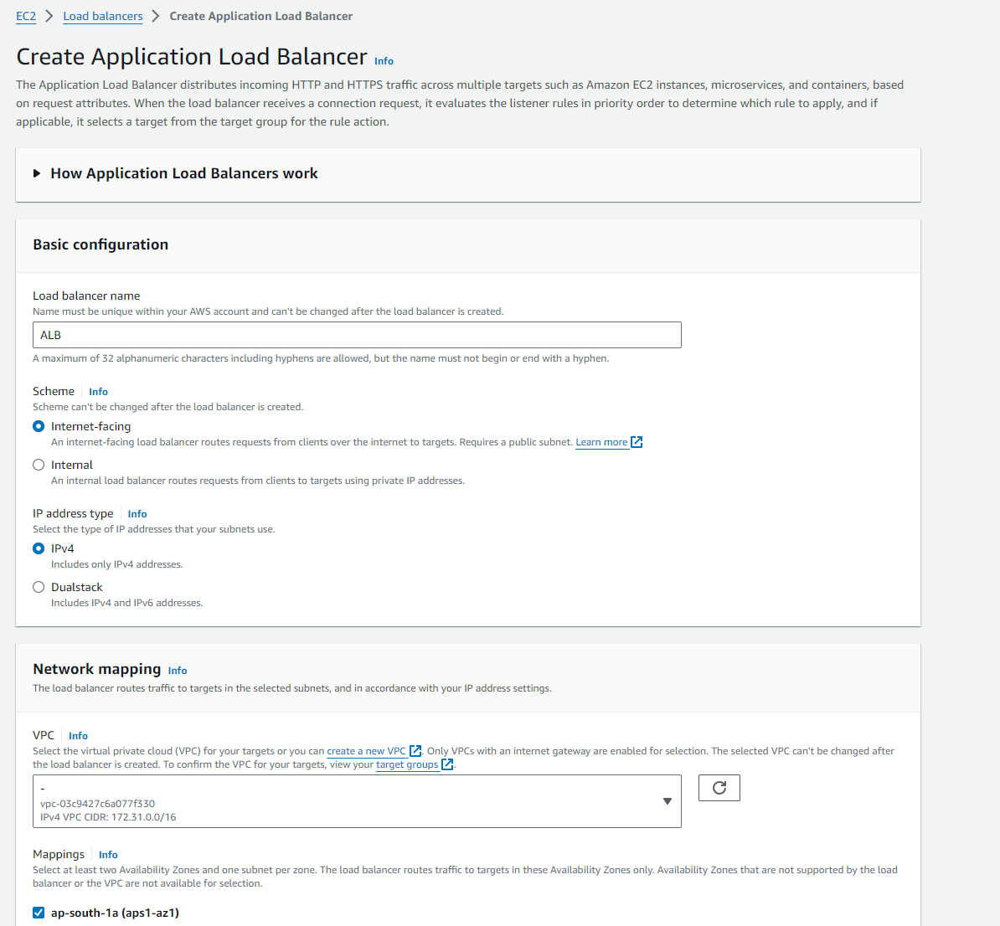 EC2 > Load balancers > Create Application Load Balancer
Create Application Load Balancer Info
The Application Load Balancer distributes incoming HTTP and HTTPS traffic across multiple targets such as Amazon EC2 instances, microservices, and containers, based
on request attributes. When the load balancer receives a connection request, it evaluates the listener rules in priority order to determine which rule to apply, and if
applicable, it selects a target from the target group for the rule action.
How Application Load Balancers work
Basic configuration
Load balancer name
Name must be unique within your AWS account and can't be changed after the load balancer is created.
ALB
A maximum of 32 alphanumeric characters including hyphens are allowed, but the name must not begin or end with a hyphen.
Scheme Info
Scheme can't be changed after the load balancer is created.
Internet-facing
An internet-facing load balancer routes requests from clients over the internet to targets. Requires a public subnet. Learn more
Internal
An internal load balancer routes requests from clients to targets using private IP addresses.
IP address type Info
Select the type of IP addresses that your subnets use.
IPv4
Includes only IPv4 addresses.
Dualstack
Includes IPv4 and IPv6 addresses.
Network mapping Info
The load balancer routes traffic to targets in the selected subnets, and in accordance with your IP address settings.
VPC Info
Select the virtual private cloud (VPC) for your targets or you can create a new VPC. Only VPCs with an internet gateway are enabled for selection. The selected VPC can't be changed after
the load balancer is created. To confirm the VPC for your targets, view your target groups.
-
vpc-03c9427c6a077f330
IPv4 VPC CIDR: 172.31.0.0/16
Mappings Info
Select at least two Availability Zones and one subnet per zone. The load balancer routes traffic to targets in these Availability Zones only. Availability Zones that are not supported by the load
balancer or the VPC are not available for selection.
ap-south-1a (aps1-az1)